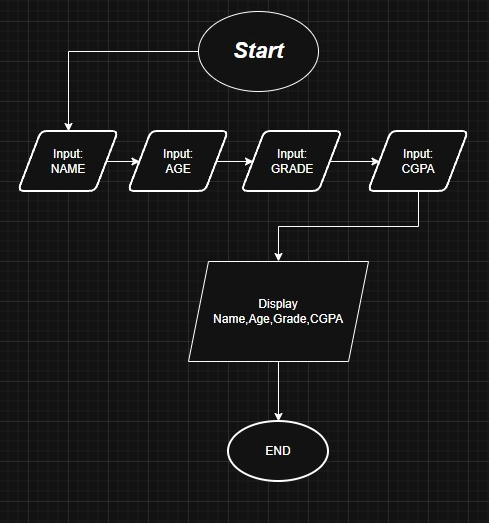 Start
Input:
NAME
Input:
AGE
Input:
GRADE
Input:
CGPA
Display
Name,Age,Grade,CGPA
END